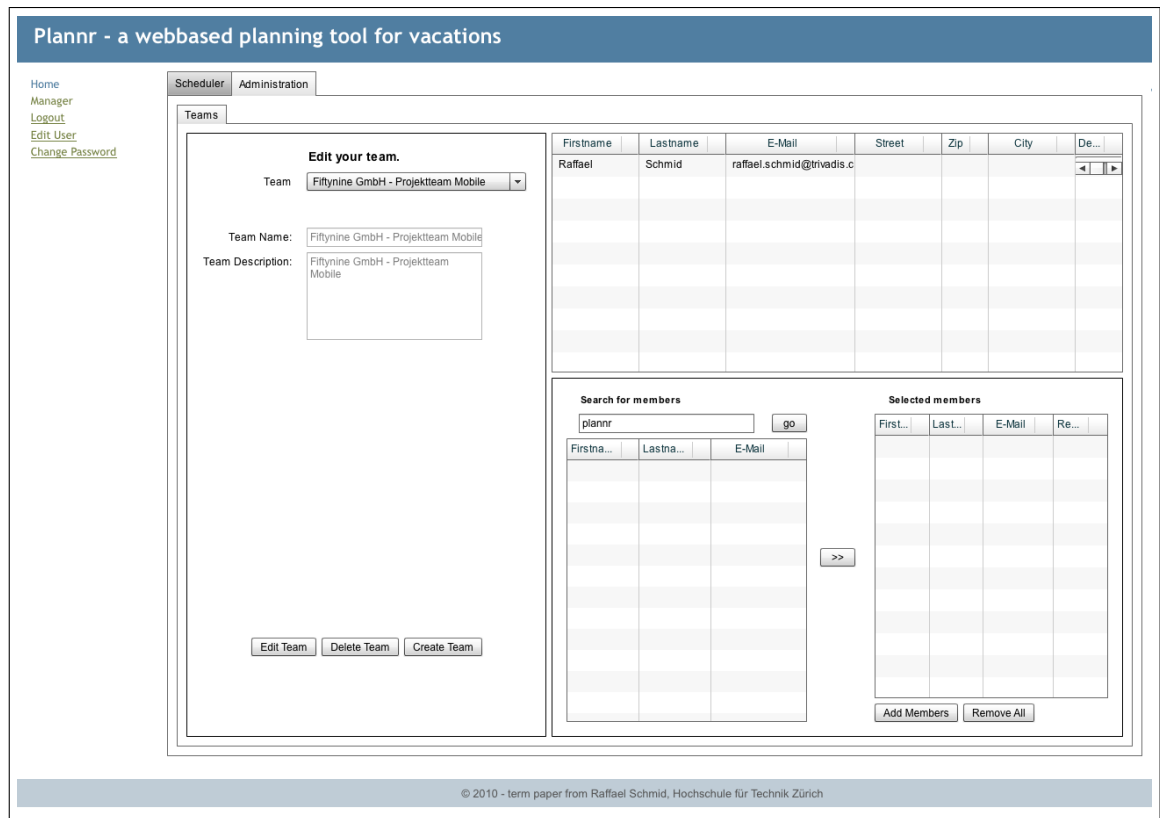 Plannr - a webbased planning tool for vacations
Home
Manager
Logout
Edit User
Change Password
Scheduler Administration
Teams
Edit your team.
Team Fiftynine GmbH - Projektteam Mobile
Team Name: Fiftynine GmbH - Projektteam Mobile
Team Description: Fiftynine GmbH - Projektteam
Mobile
Edit Team Delete Team Create Team
Firstname Lastname E-Mail Street Zip City De...
Raffael Schmid raffael.schmid@trivadis.c
Search for members
plannr go
Firstna... Lastna... E-Mail
>>
Selected members
First... Last... E-Mail Re...
Add Members Remove All
© 2010 - term paper from Raffael Schmid, Hochschule für Technik Zürich